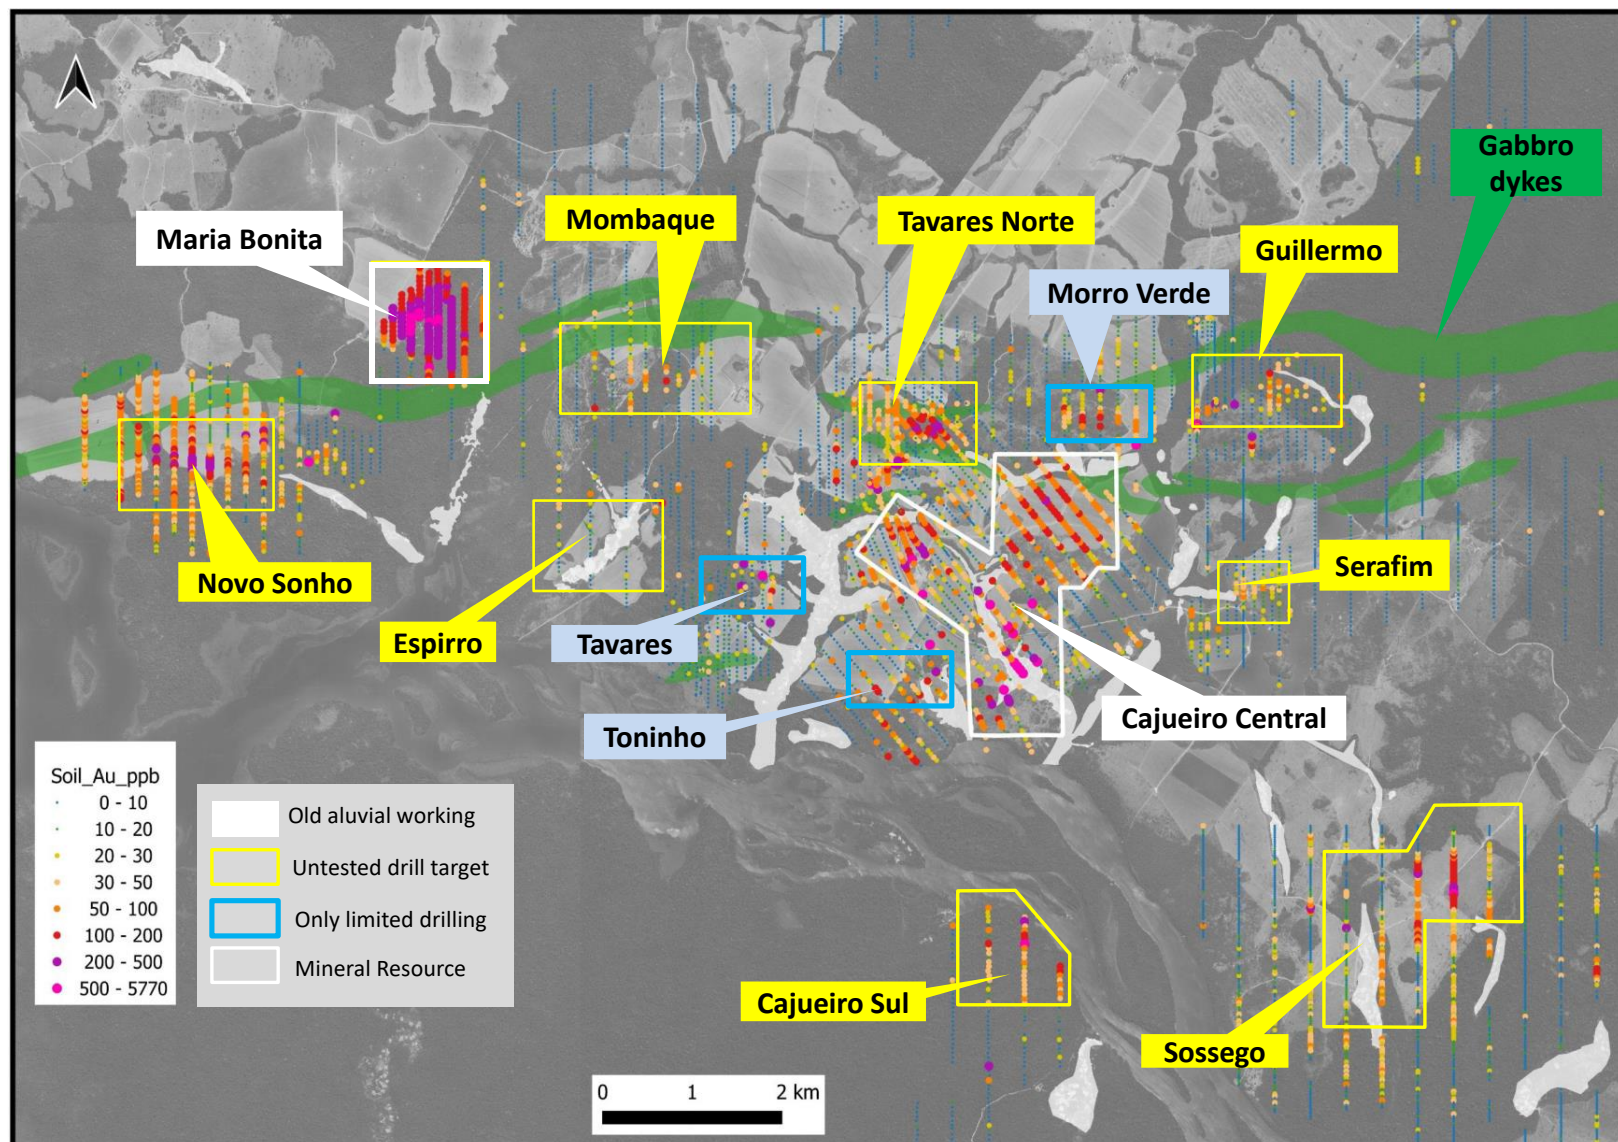 Gabbro
dykes
Maria Bonita
Mombaque
Tavares Norte
Guillermo
Morro Verde
Novo Sonho
Espirro
Tavares
Toninho
Serafim
Cajueiro Central
Cajueiro Sul
Sossego
Soil_Au_ppb
0 - 10
10 - 20
20 - 30
30 - 50
50 - 100
100 - 200
200 - 500
500 - 5770
Old aluvial working
Untested drill target
Only limited drilling
Mineral Resource
0 1 2 km